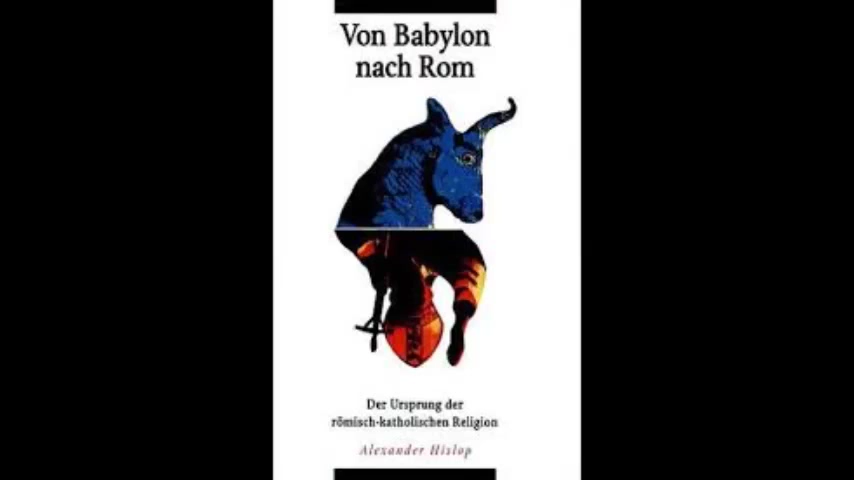 Von Babylon
nach Rom
Der Ursprung der
römisch-katholischen Religion
Alexander Hislop